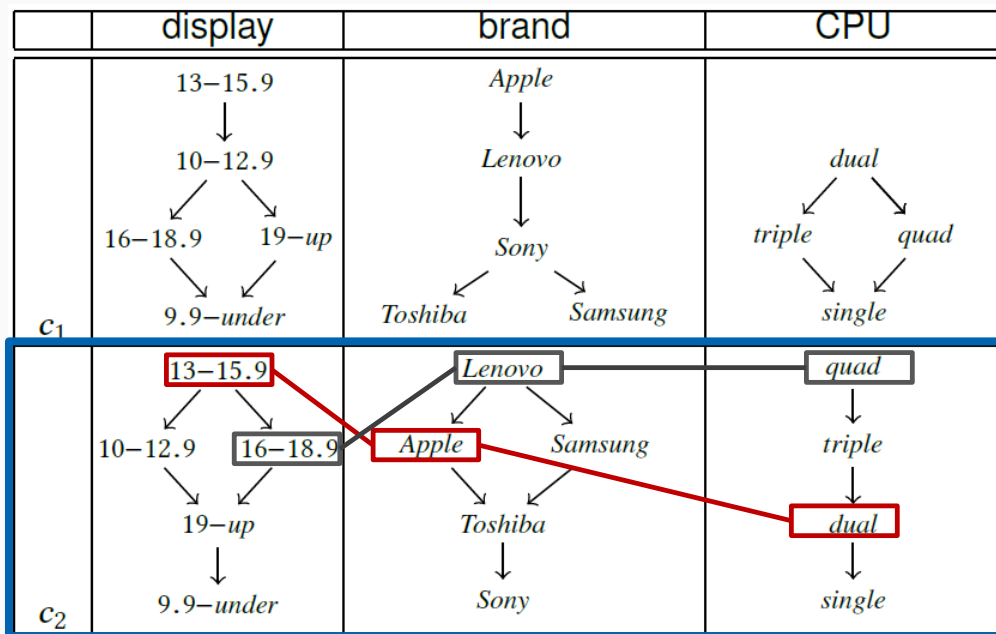 display brand CPU
13−15.9 Apple
10−12.9 Lenovo dual
16−18.9 19−up Sony triple quad
9.9−under Toshiba Samsung single
c1
13−15.9 Lenovo quad
10−12.9 16−18.9 Apple Samsung triple
19−up Toshiba dual
9.9−under Sony single
c2